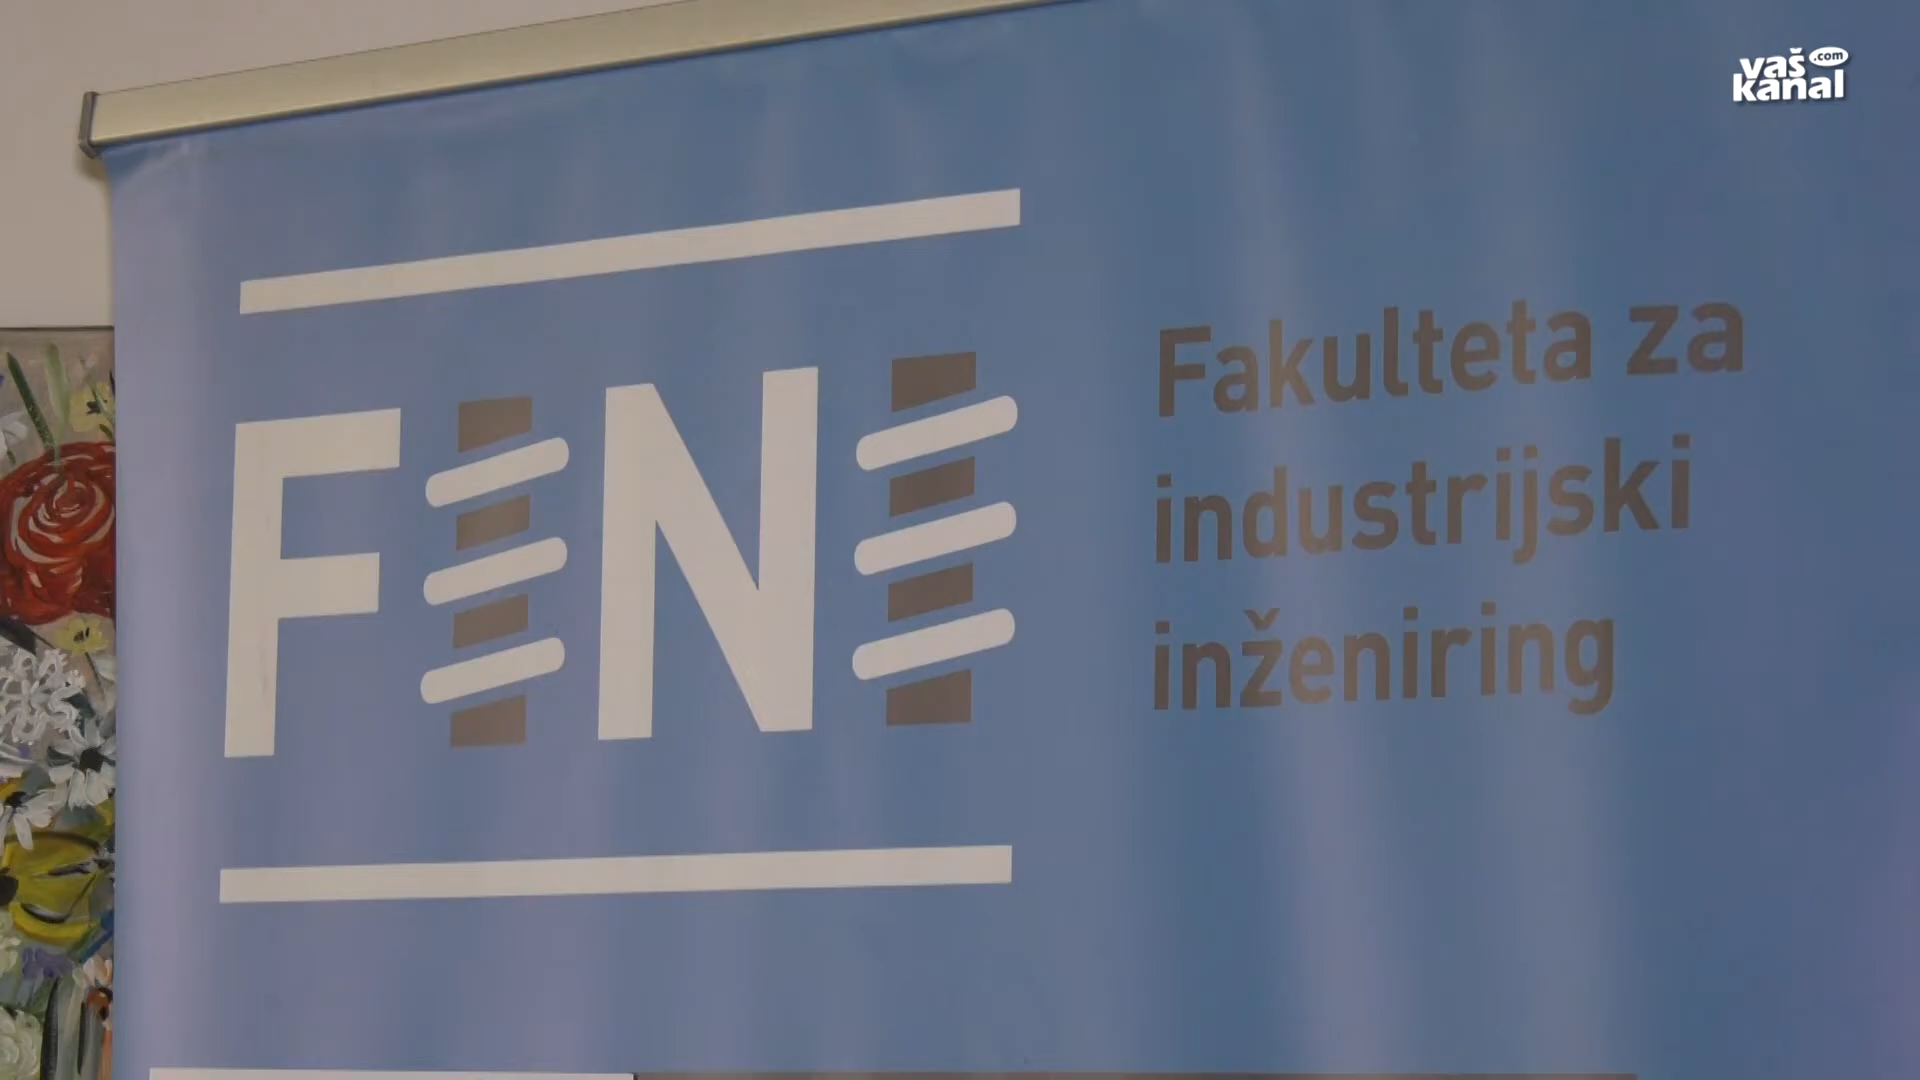 vaš .com
kanal
FINI
Fakulteta za
industrijski
inženiring